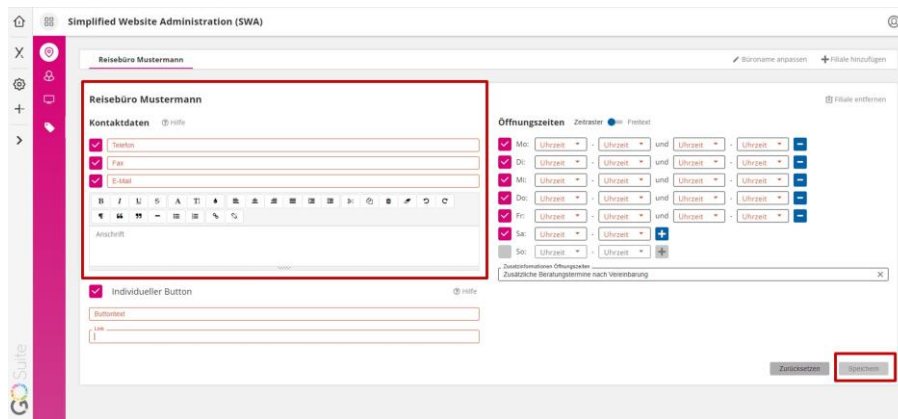 Simplified Website Administration (SWA)
Reisebüro Mustermann
Büroname anpassen
Filiale hinzufügen
Reisebüro Mustermann
Filiale entfernen
Kontaktdaten Hilfe
Telefon
Fax
E-Mail
Anschrift
Individueller Button Hilfe
Buttontext
Link
Öffnungszeiten Zeitraster Freitext
Mo: Uhrzeit - Uhrzeit und Uhrzeit - Uhrzeit
Di: Uhrzeit - Uhrzeit und Uhrzeit - Uhrzeit
Mi: Uhrzeit - Uhrzeit und Uhrzeit - Uhrzeit
Do: Uhrzeit - Uhrzeit und Uhrzeit - Uhrzeit
Fr: Uhrzeit - Uhrzeit und Uhrzeit - Uhrzeit
Sa: Uhrzeit - Uhrzeit
So: Uhrzeit - Uhrzeit
Zusatzinformationen Öffnungszeiten
Zusätzliche Beratungstermine nach Vereinbarung
Zurücksetzen
Speichern
GO Suite